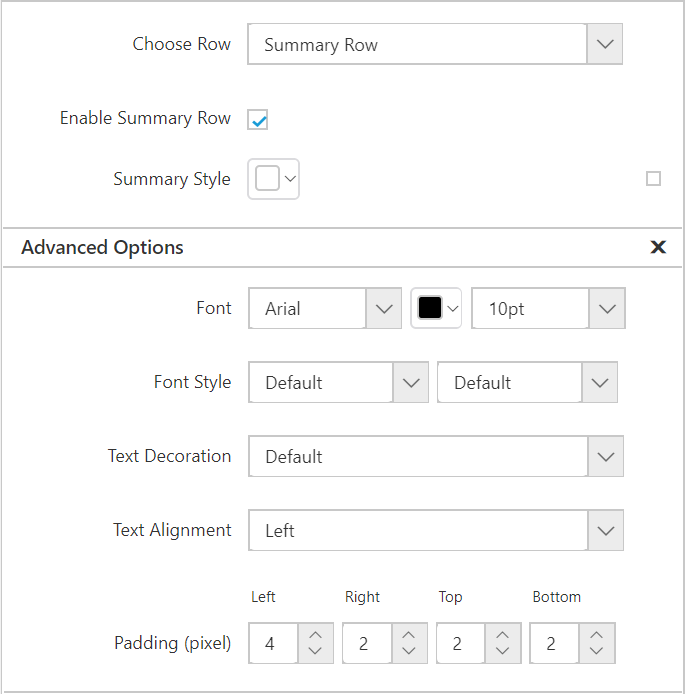 Choose Row Summary Row
Enable Summary Row
Summary Style
Advanced Options
Font Arial 10pt
Font Style Default Default
Text Decoration Default
Text Alignment Left
Left Right Top Bottom
Padding (pixel) 4 2 2 2